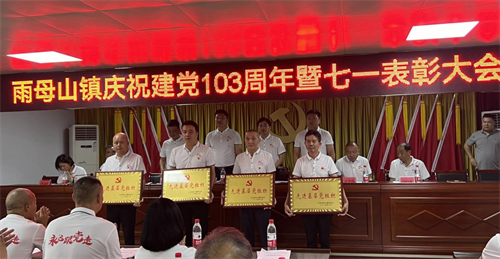 雨母山镇庆祝建党103周年暨七一表彰大会
先进基层党组织
先进基层党组织
先进基层党组织
先进基层党组织
永远跟党走